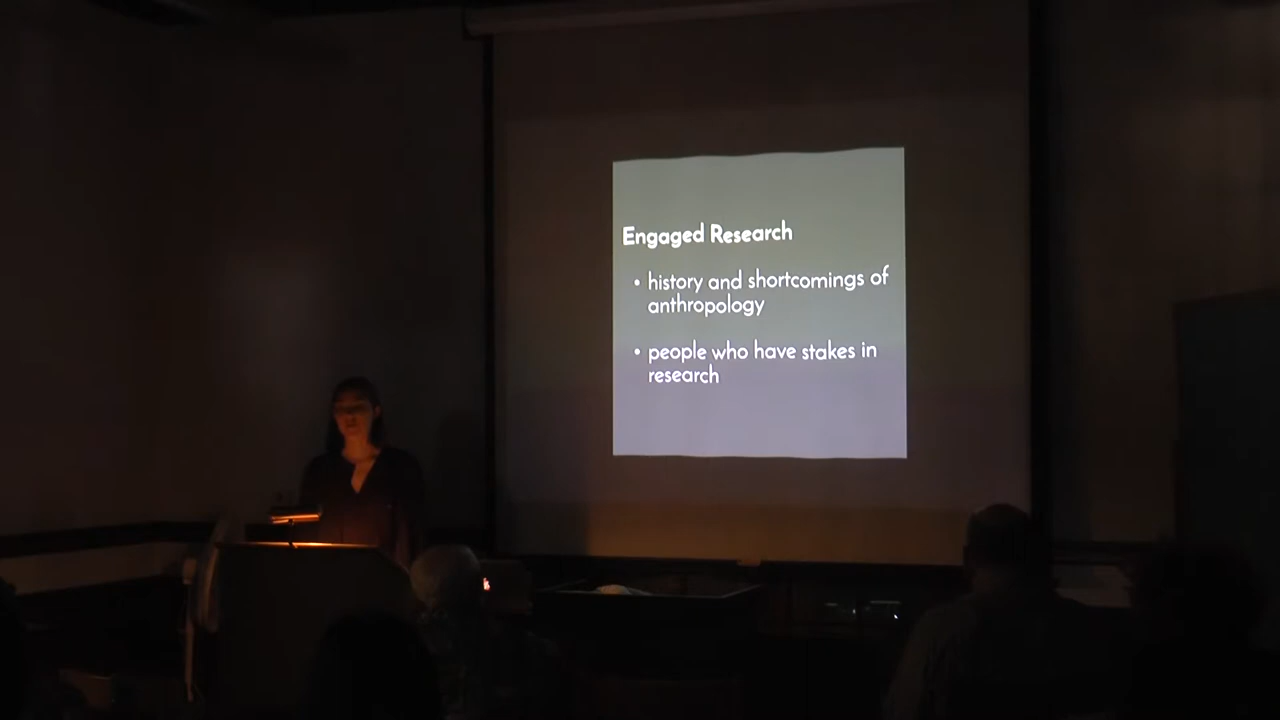 Engaged Research
• history and shortcomings of
anthropology
• people who have stakes in
research